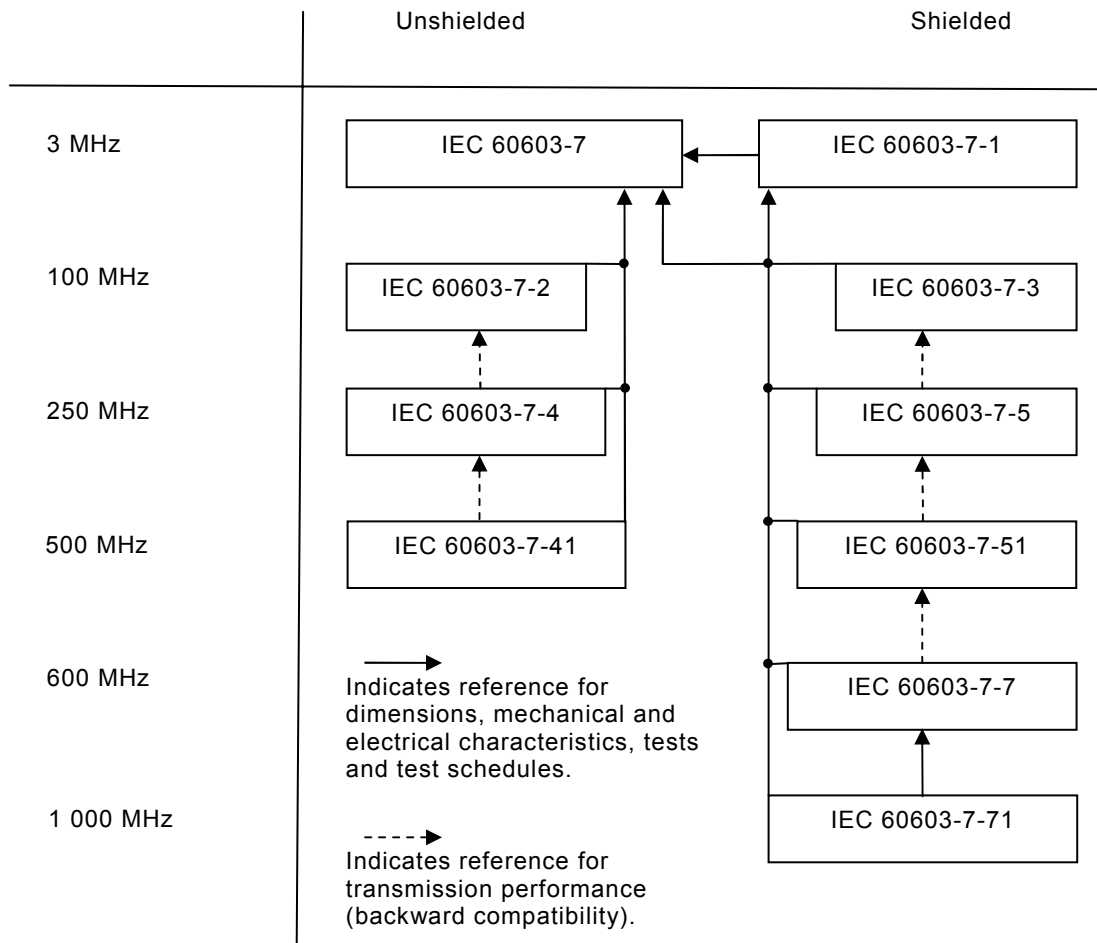 Unshielded Shielded
3 MHz IEC 60603-7 IEC 60603-7-1
100 MHz IEC 60603-7-2 IEC 60603-7-3
250 MHz IEC 60603-7-4 IEC 60603-7-5
500 MHz IEC 60603-7-41 IEC 60603-7-51
600 MHz IEC 60603-7-7
Indicates reference for
dimensions, mechanical and
electrical characteristics, tests
and test schedules.
1 000 MHz IEC 60603-7-71
Indicates reference for
transmission performance
(backward compatibility).